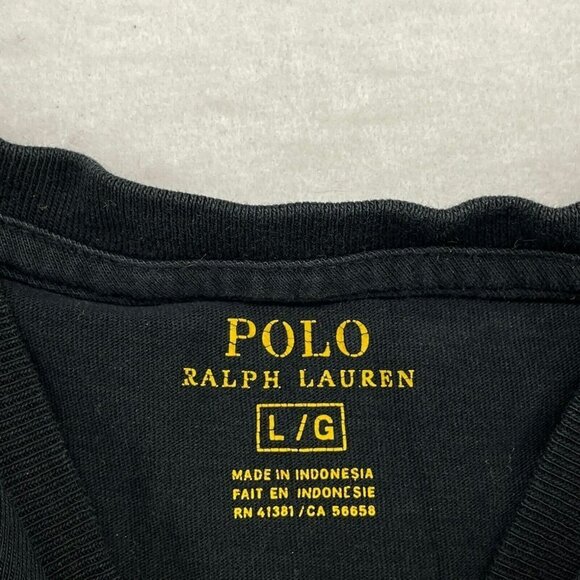 POLO
RALPH LAUREN
L/G
MADE IN INDONESIA
FAIT EN INDONESIE
RN 41381 / CA 56658